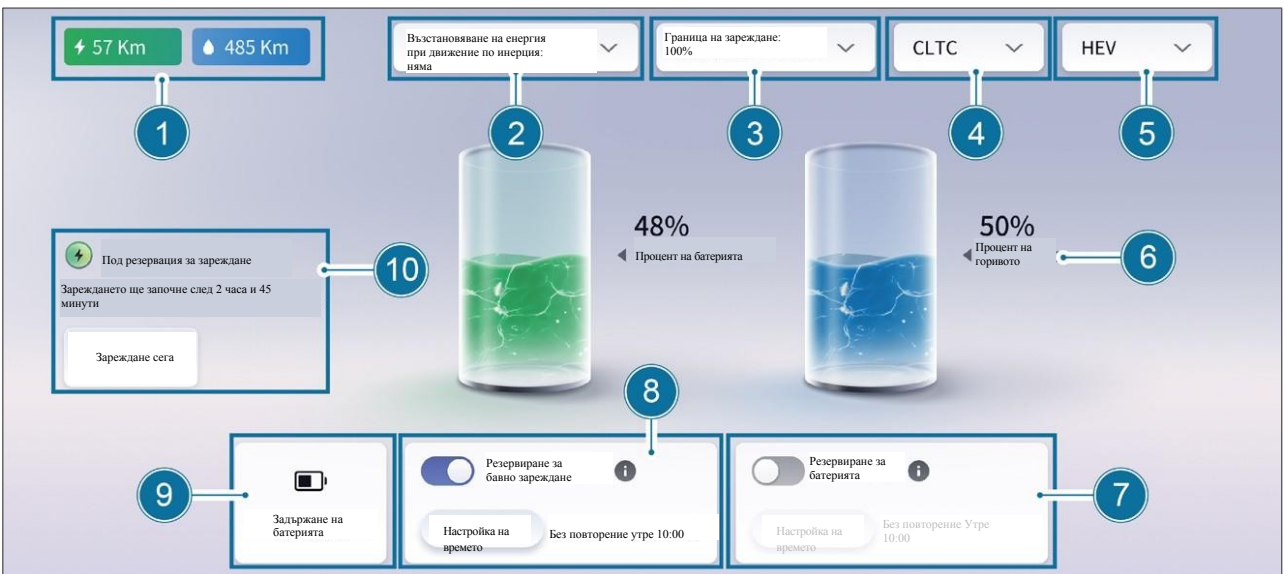 57 Km
485 Km
Възстановяване на енергия
при движение по инерция:
няма
Граница на зареждане:
100%
CLTC
HEV
1
2
3
4
5
48%
Процент на батерията
50%
Процент на
горивото
6
Под резервация за зареждане
Зареждането ще започне след 2 часа и 45
минути
Зареждане сега
10
8
9
Задържане на
батерията
Резервиране за
бавно зареждане
i
Настройка на
времето
Без повторение утре 10:00
Резервиране за
батерията
i
Настройка на
времето
Без повторение Утре
10:00
7